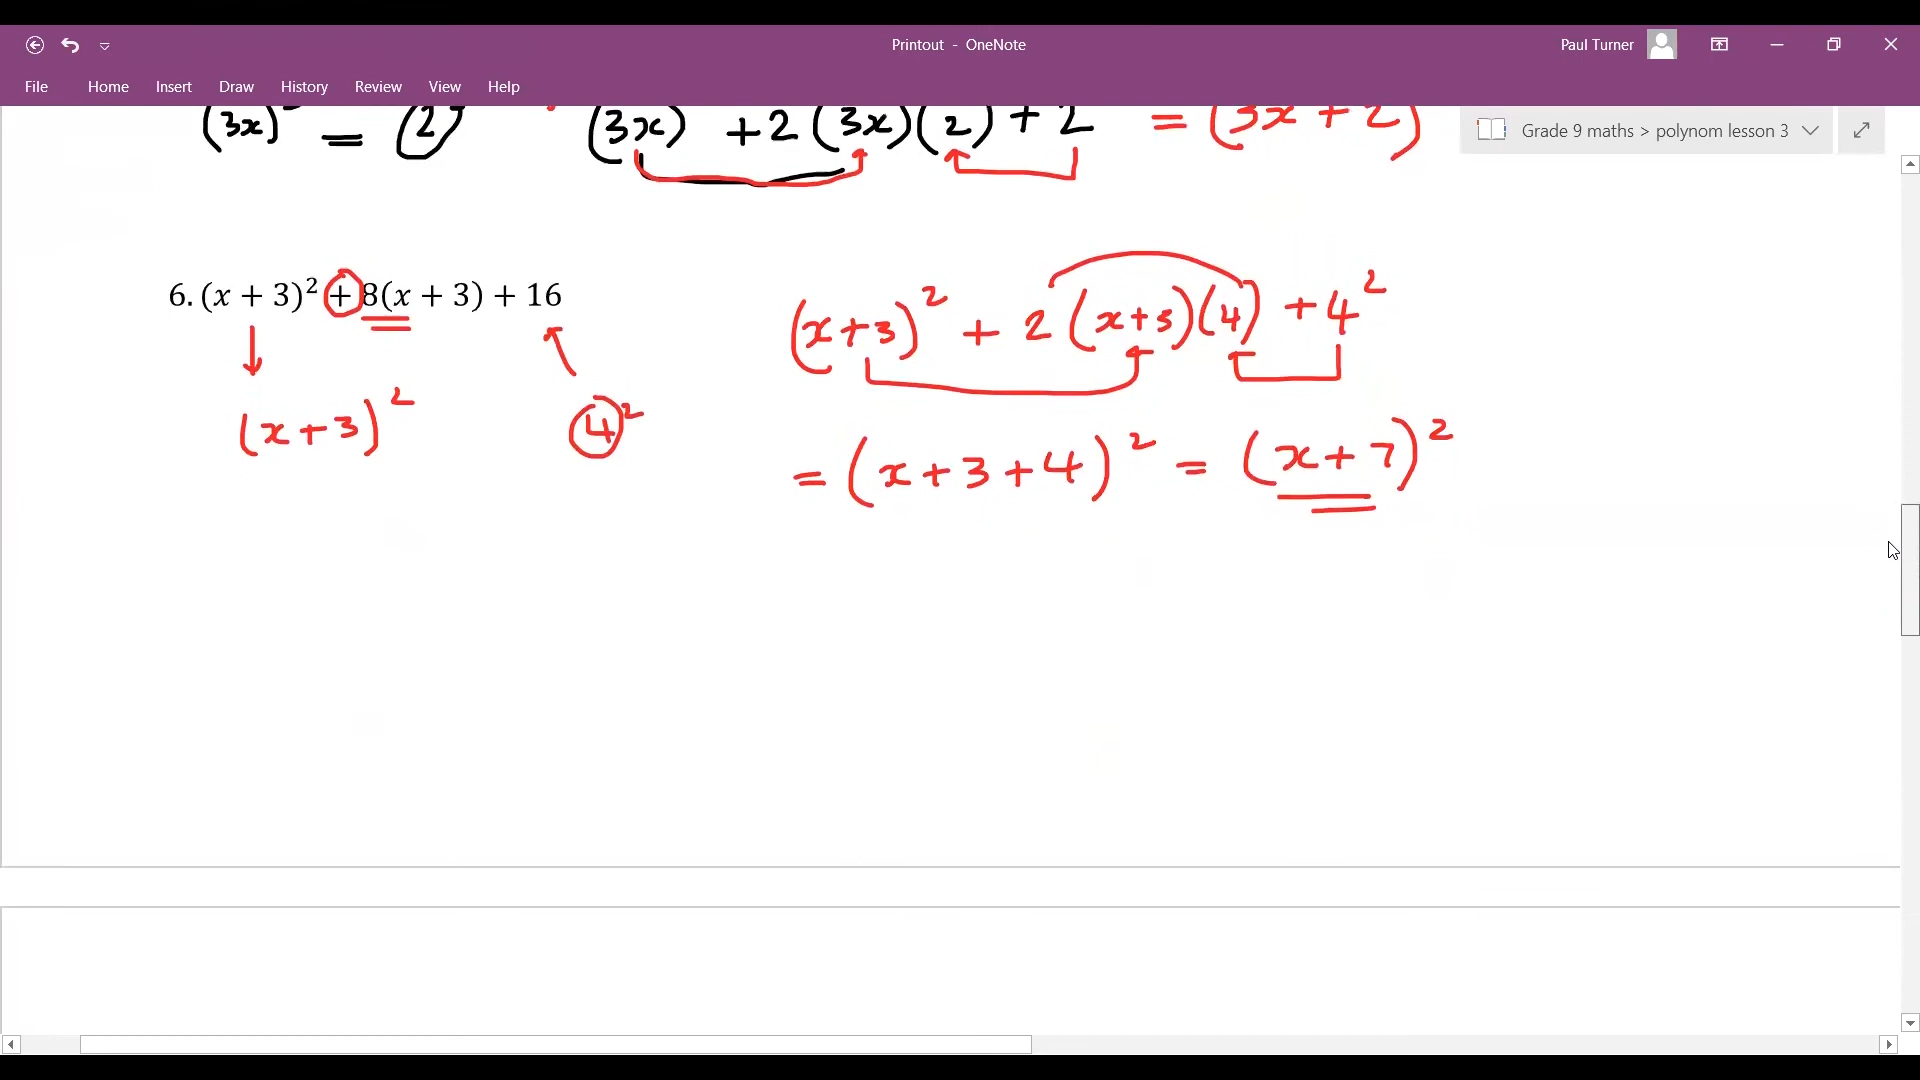 Printout - OneNote
Paul Turner
File Home Insert Draw History Review View Help
Grade 9 maths > polynom lesson 3
(3x) = 2 (3x) + 2 (3x)(2) + 2 = (3x + 2)
6. (x + 3)² + 8(x + 3) + 16
(x+3)² + 2 (x+3)(4) + 4²
(x+3)² 4²
= (x+3+4)² = (x+7)²